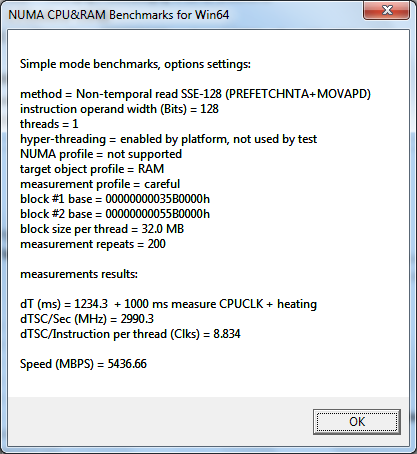 NUMA CPU&RAM Benchmarks for Win64
Simple mode benchmarks, options settings:
method = Non-temporal read SSE-128 (PREFETCHNTA+MOVAPD)
instruction operand width (Bits) = 128
threads = 1
hyper-threading = enabled by platform, not used by test
NUMA profile = not supported
target object profile = RAM
measurement profile = careful
block #1 base = 00000000035B0000h
block #2 base = 00000000055B0000h
block size per thread = 32.0 MB
measurement repeats = 200
measurements results:
dT (ms) = 1234.3  + 1000 ms measure CPUCLK + heating
dTSC/Sec (MHz) = 2990.3
dTSC/Instruction per thread (Clks) = 8.834
Speed (MBPS) = 5436.66
OK